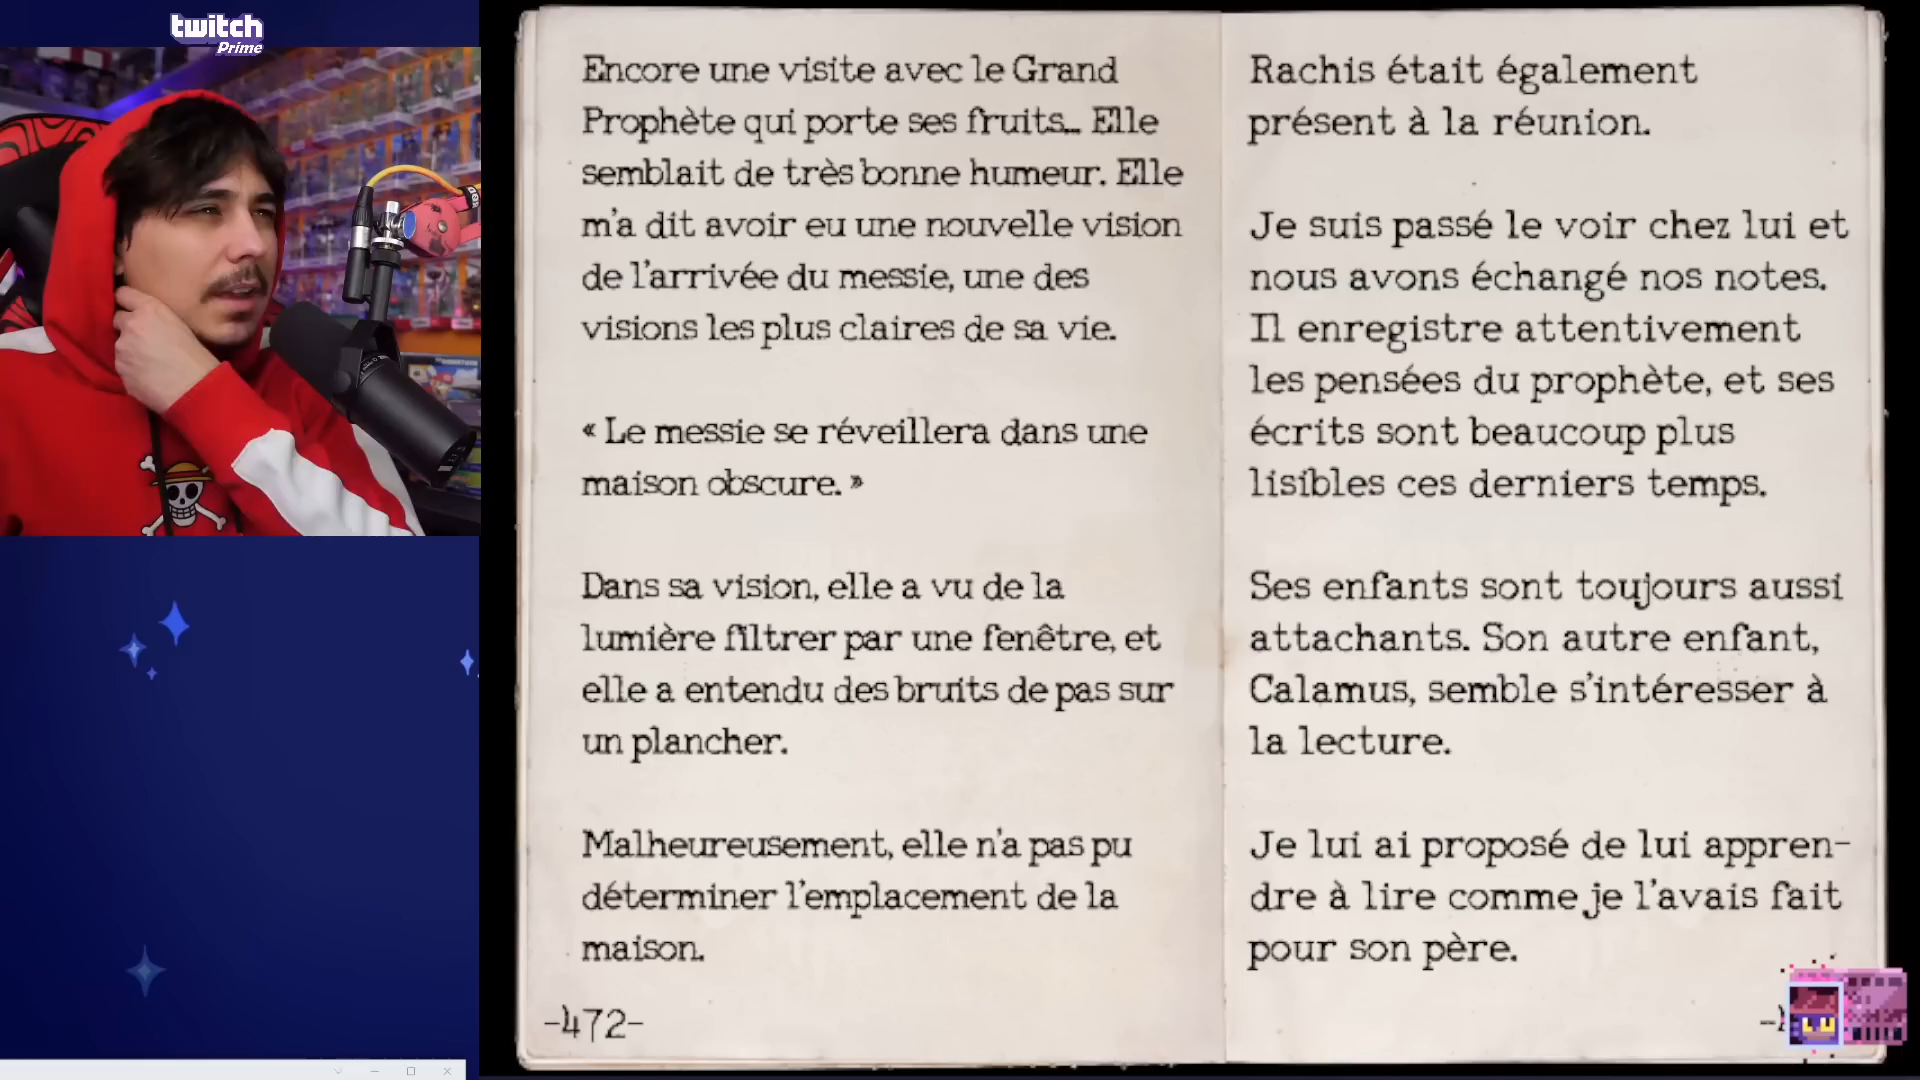 twitch
Prime
Encore une visite avec le Grand
Prophète qui porte ses fruits... Elle
semblait de très bonne humeur. Elle
m'a dit avoir eu une nouvelle vision
de l'arrivée du messie, une des
visions les plus claires de sa vie.
« Le messie se réveillera dans une
maison obscure. »
Dans sa vision, elle a vu de la
lumière filtrer par une fenêtre, et
elle a entendu des bruits de pas sur
un plancher.
Malheureusement, elle n'a pas pu
déterminer l'emplacement de la
maison.
-472-
Rachis était également
présent à la réunion.
Je suis passé le voir chez lui et
nous avons échangé nos notes.
Il enregistre attentivement
les pensées du prophète, et ses
écrits sont beaucoup plus
lisibles ces derniers temps.
Ses enfants sont toujours aussi
attachants. Son autre enfant,
Calamus, semble s'intéresser à
la lecture.
Je lui ai proposé de lui appren-
dre à lire comme je l'avais fait
pour son père.